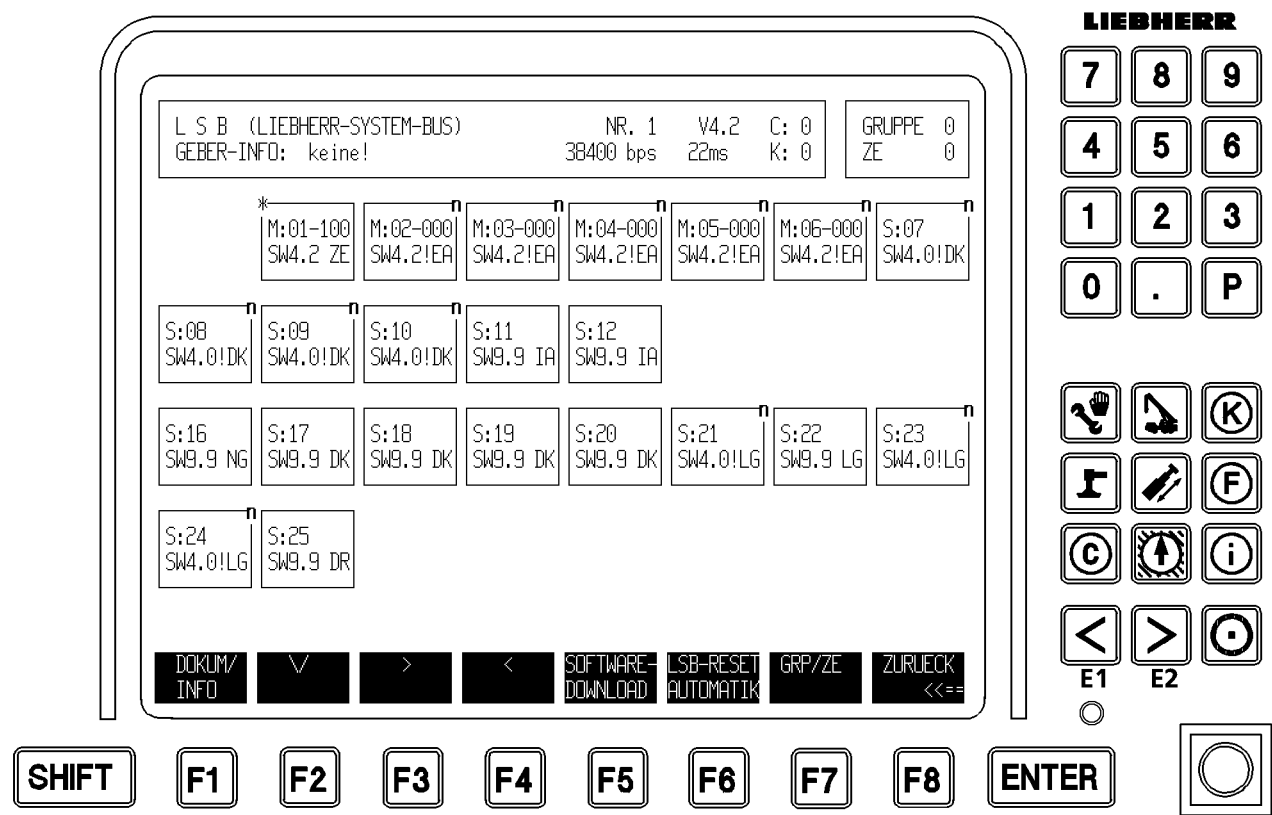 LIEBHERR
L S B (LIEBHERR-SYSTEM-BUS) NR. 1 V4.2 C: 0 GRUPPE 0
GEBER-INFO: keine! 38400 bps 22ms K: 0 ZE 0
* n n n n n n
M:01-100 M:02-000 M:03-000 M:04-000 M:05-000 M:06-000 S:07
SW4.2 ZE SW4.2!EA SW4.2!EA SW4.2!EA SW4.2!EA SW4.2!EA SW4.0!DK
n n n
S:08 S:09 S:10 S:11 S:12
SW4.0!DK SW4.0!DK SW4.0!DK SW9.9 IA SW9.9 IA
n n
S:16 S:17 S:18 S:19 S:20 S:21 S:22 S:23
SW9.9 NG SW9.9 DK SW9.9 DK SW9.9 DK SW9.9 DK SW4.0!LG SW9.9 LG SW4.0!LG
n
S:24 S:25
SW4.0!LG SW9.9 DR
DOKUM/ \/ > < SOFTWARE- LSB-RESET GRP/ZE ZURUECK
INFO DOWNLOAD AUTOMATIK <<==
7 8 9
4 5 6
1 2 3
0 . P
K
F
C i
< >
E1 E2
SHIFT F1 F2 F3 F4 F5 F6 F7 F8 ENTER